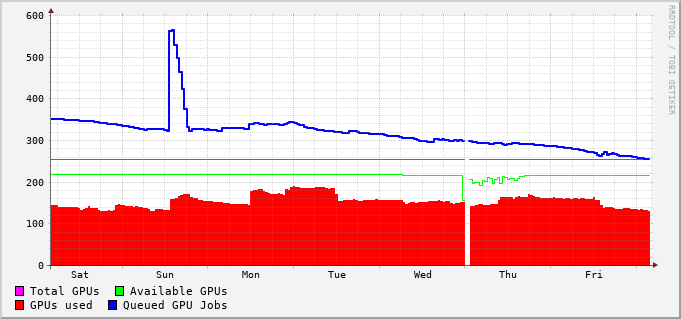 RRDTOOL / TOBI OETIKER
600
500
400
300
200
100
0
Sat Sun Mon Tue Wed Thu Fri
Total GPUs Available GPUs
GPUs used Queued GPU Jobs